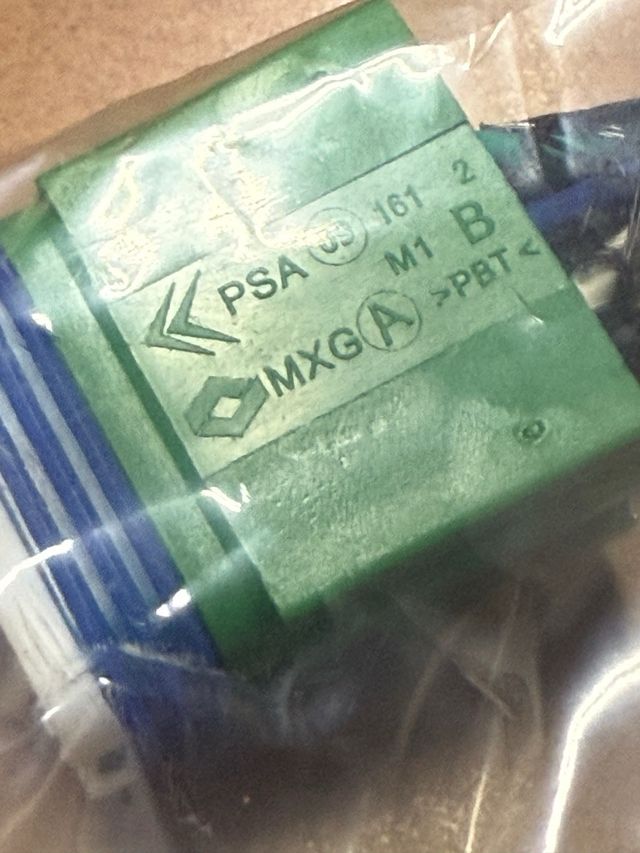 PSA 161 2
M1 B
MXG A >PBT<